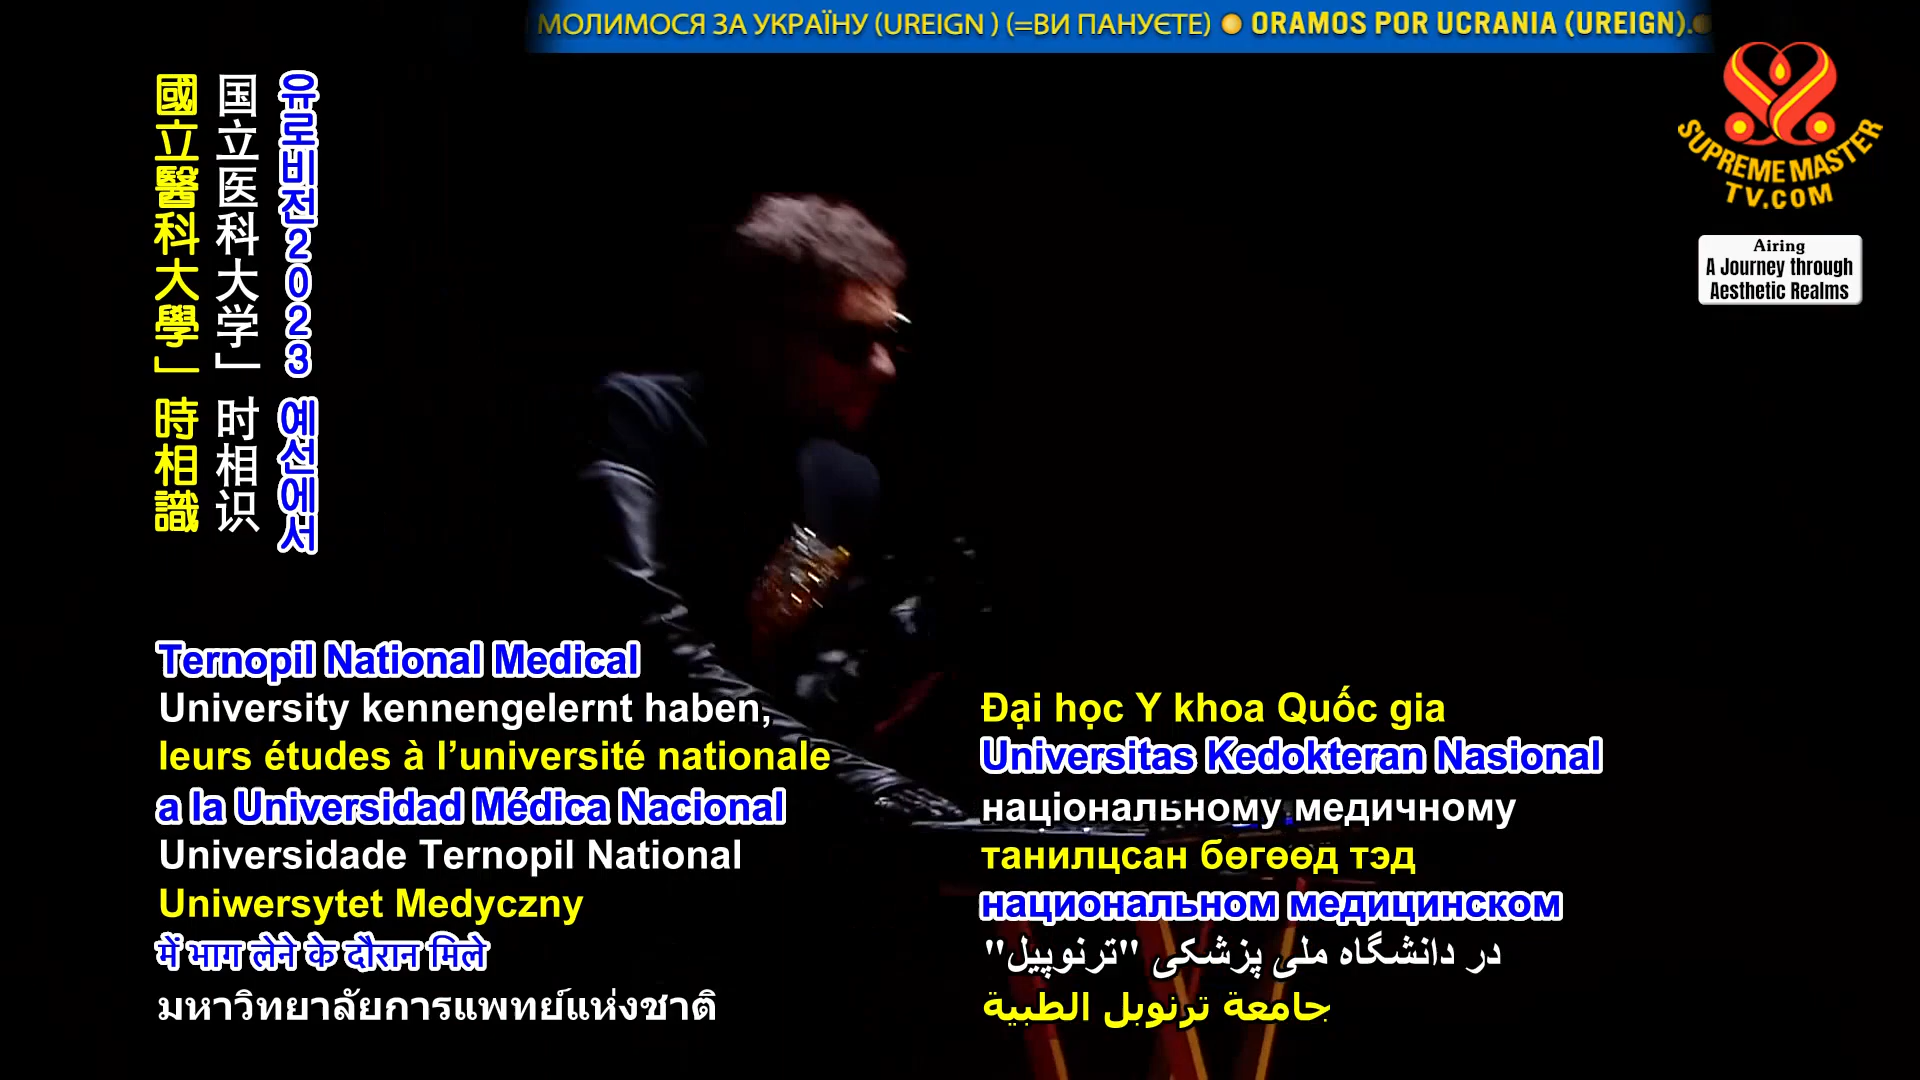 МОЛИМОСЯ ЗА УКРАЇНУ (UREIGN ) (=ВИ ПАНУЄТЕ) ORAMOS POR UCRANIA (UREIGN).
SUPREME MASTER
TV.COM
Airing
A Journey through
Aesthetic Realms
유로비전2023 예선에서
国立医科大学」时相识
國立醫科大學」時相識
Ternopil National Medical
University kennengelernt haben,
leurs études à l’université nationale
a la Universidad Médica Nacional
Universidade Ternopil National
Uniwersytet Medyczny
में भाग लेने के दौरान मिले
มหาวิทยาลัยการแพทย์แห่งชาติ
Đại học Y khoa Quốc gia
Universitas Kedokteran Nasional
національному медичному
танилцсан бөгөөд тэд
национальном медицинском
در دانشگاه ملی پزشکی "ترنوپیل"
جامعة ترنوبل الطبية